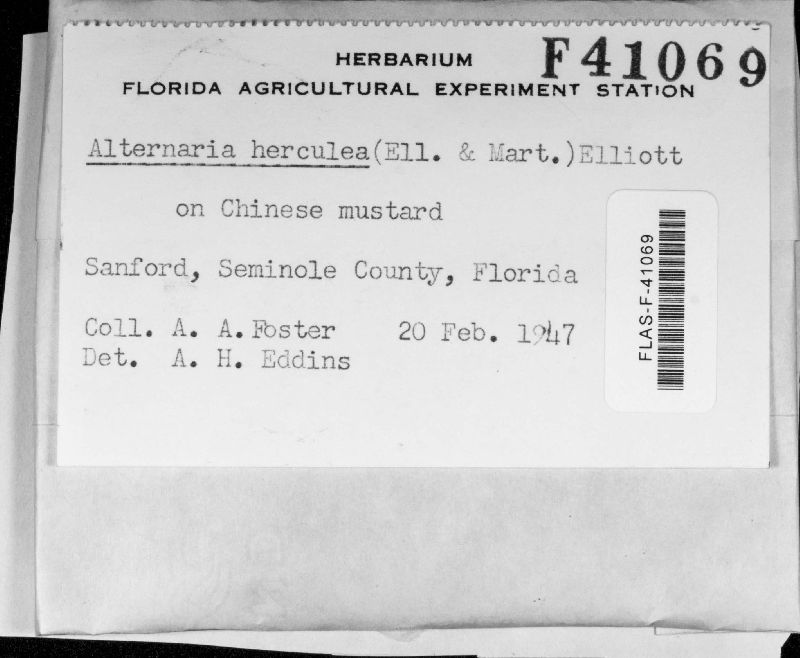 HERBARIUM
F41069
FLORIDA AGRICULTURAL EXPERIMENT STATION
Alternaria herculea (Ell. & Mart.) Elliott
on Chinese mustard
Sanford, Seminole County, Florida
Coll. A. A. Foster 20 Feb. 1947
Det. A. H. Eddins
FLAS-F-41069